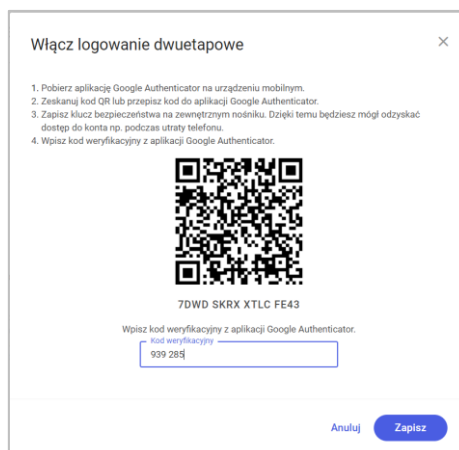 Włącz logowanie dwuetapowe
1. Pobierz aplikację Google Authenticator na urządzeniu mobilnym.
2. Zeskanuj kod QR lub przepisz kod do aplikacji Google Authenticator.
3. Zapisz klucz bezpieczeństwa na zewnętrznym nośniku. Dzięki temu będziesz mógł odzyskać
dostęp do konta np. podczas utraty telefonu.
4. Wpisz kod weryfikacyjny z aplikacji Google Authenticator.
7DWD SKRX XTLC FE43
Wpisz kod weryfikacyjny z aplikacji Google Authenticator.
Kod weryfikacyjny
939 285
Anuluj Zapisz